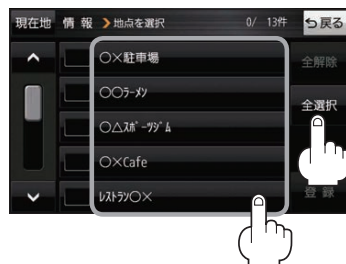 現在地 情 報 ＞地点を選択 0/ 13件 戻る
○×駐車場
全解除
○○ﾗｰﾒﾝ
全選択
○△ｽﾎﾟｰﾂｼﾞﾑ
○×Cafe
ﾚｽﾄﾗﾝ○×
登 録